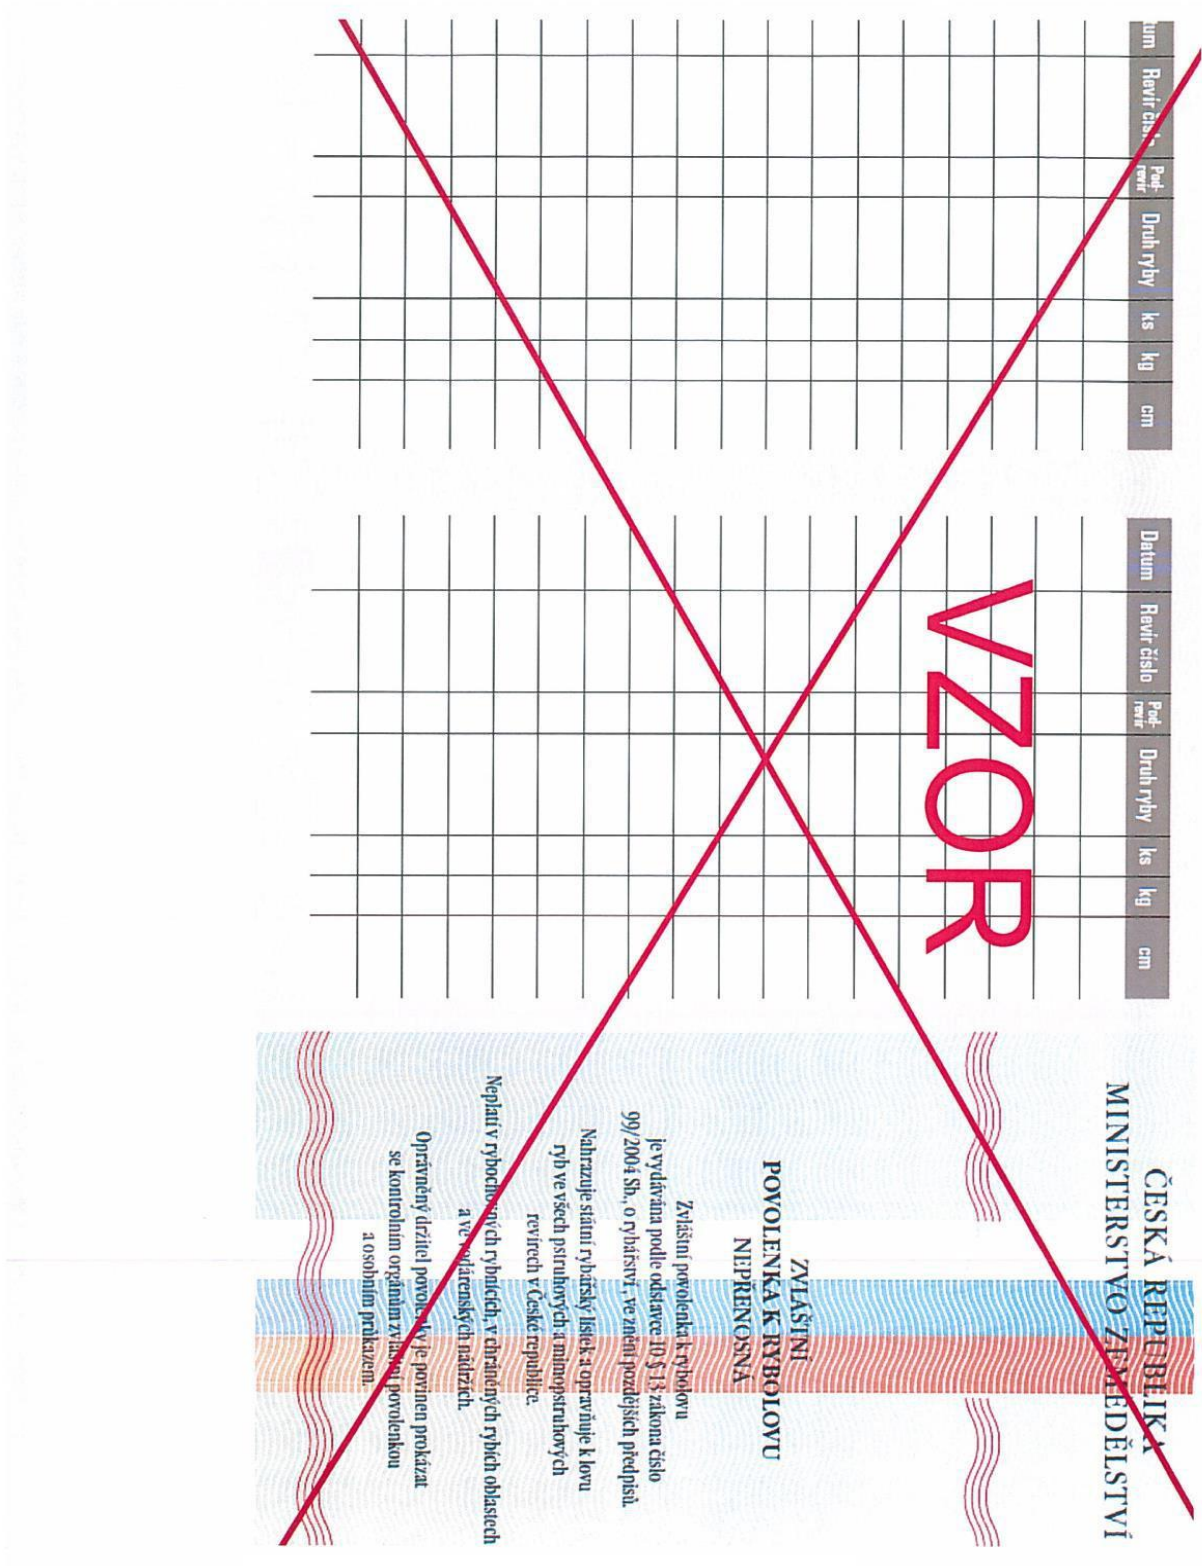 um Revír číslo Pod-revír Druh ryby ks kg cm
Datum Revír číslo Pod-revír Druh ryby ks kg cm
VZOR
ČESKÁ REPUBLIKA
MINISTERSTVO ZEMĚDĚLSTVÍ
ZVLÁŠTNÍ
POVOLENKA K RYBOLOVU
NEPŘENOSNÁ
Zvláštní povolenka k rybolovu
je vydávána podle odstavce 10 § 13 zákona číslo
99/2004 Sb., o rybářství, ve znění pozdějších předpisů.
Nahrazuje státní rybářský lístek a opravňuje k lovu
ryb ve všech pstruhových a mimopstruhových
revírech v České republice.
Neplatí v rybochovných rybnících, v chráněných rybích oblastech
a ve vodárenských nádržích.
Oprávněný držitel povolenky je povinen prokázat
se kontrolním orgánům zvláštní povolenkou
a osobním průkazem.